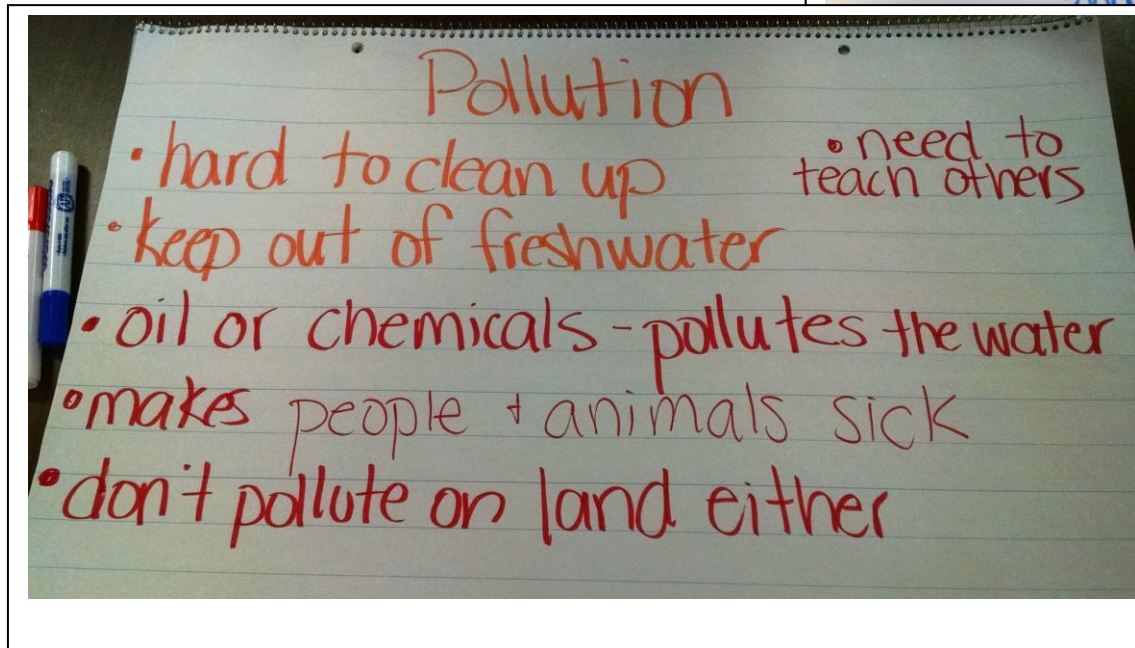 Pollution
• hard to clean up
• need to
teach others
• keep out of freshwater
• oil or chemicals - pollutes the water
• makes people + animals sick
• don't pollute on land either